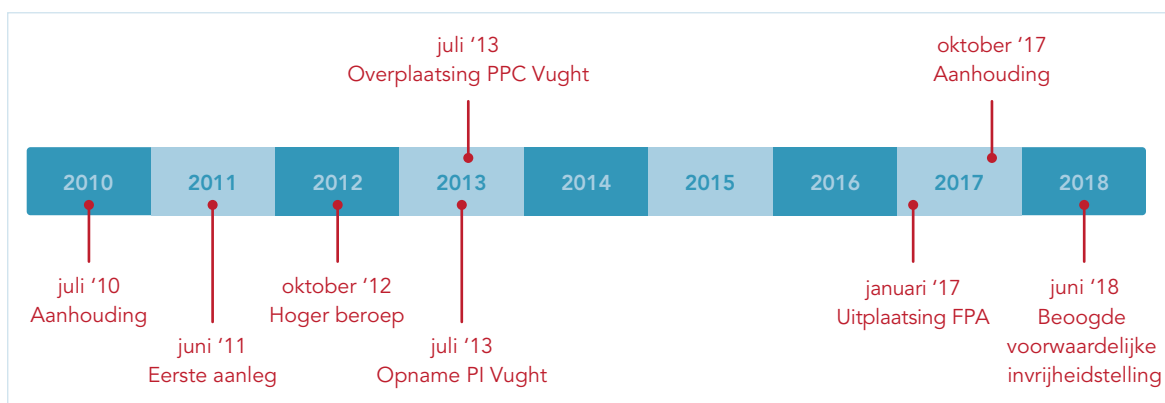 juli ‘13
Overplaatsing PPC Vught
oktober ‘17
Aanhouding
2010
2011
2012
2013
2014
2015
2016
2017
2018
juli ‘10
Aanhouding
juni ‘11
Eerste aanleg
oktober ‘12
Hoger beroep
juli ‘13
Opname PI Vught
januari ‘17
Uitplaatsing FPA
juni ‘18
Beoogde
voorwaardelijke
invrijheidstelling